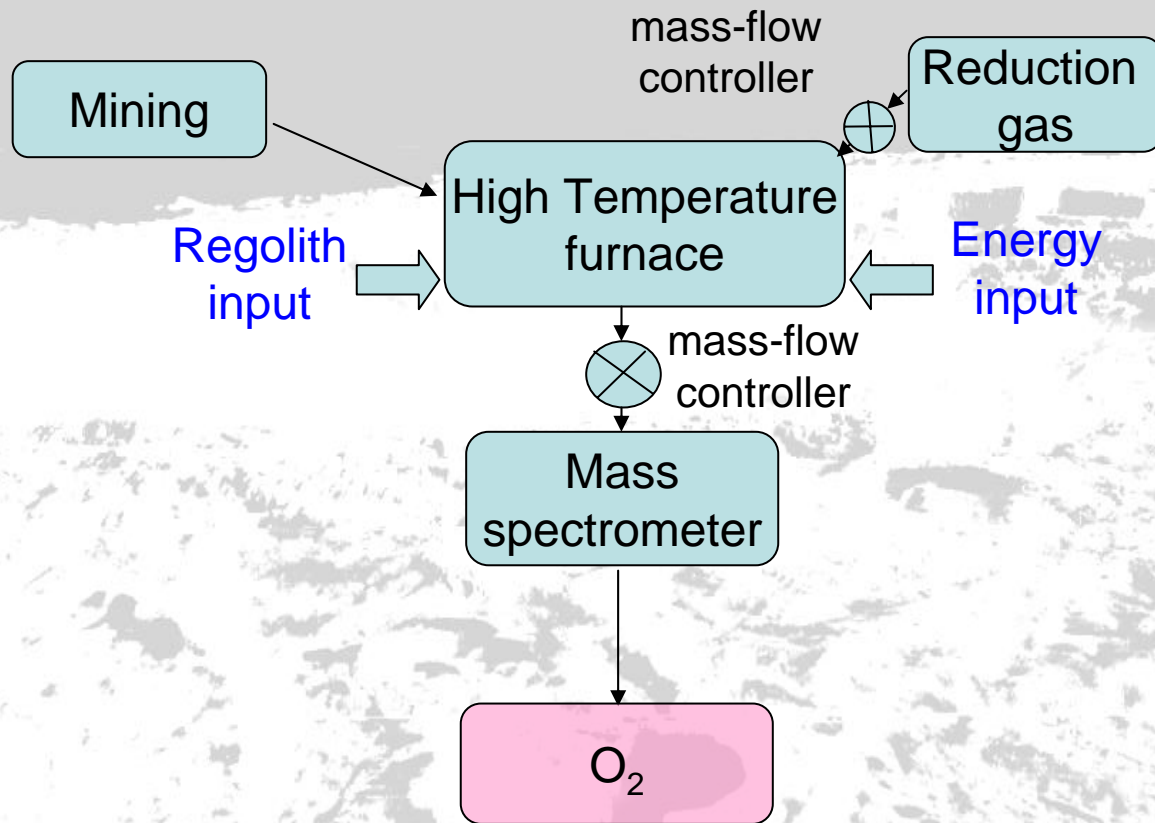 mass-flow
controller
Reduction
gas
Mining
High Temperature
furnace
Regolith
input
Energy
input
mass-flow
controller
Mass
spectrometer
O₂